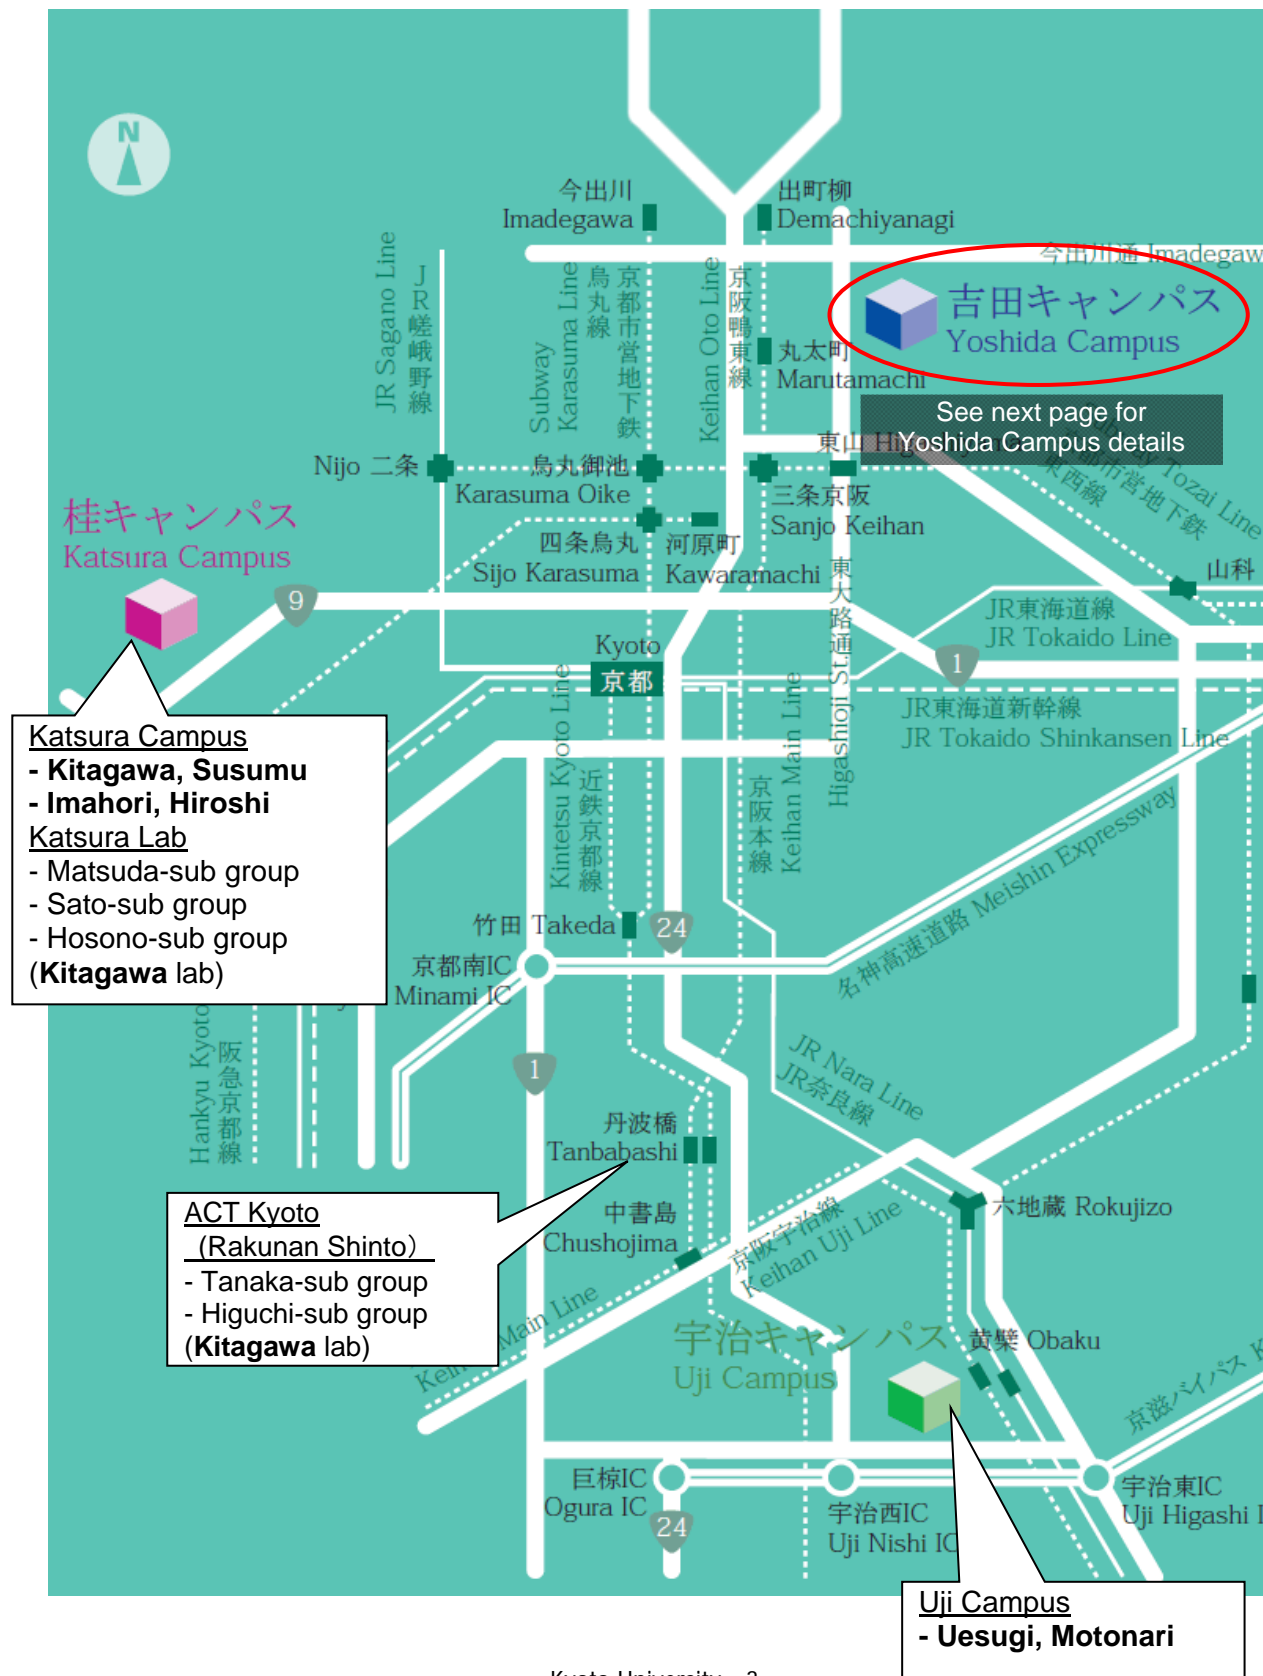 N
今出川
Imadegawa
出町柳
Demachiyanagi
今出川通 Imadegaw
JR Sagano Line
JR嵯峨野線
Subway
Karasuma Line
烏丸線
京都市営地下鉄
Keihan Oto Line
京阪鴨東線
吉田キャンパス
Yoshida Campus
丸太町
Marutamachi
See next page for
Yoshida Campus details
東山
Tozai Line
京都市営地下鉄
東西線
Nijo 二条
烏丸御池
Karasuma Oike
三条京阪
Sanjo Keihan
桂キャンパス
Katsura Campus
四条烏丸
Sijo Karasuma
河原町
Kawaramachi
山科
9
東大路通
Higashioji St.
JR東海道線
JR Tokaido Line
1
Kyoto
京都
JR東海道新幹線
JR Tokaido Shinkansen Line
Katsura Campus
- Kitagawa, Susumu
- Imahori, Hiroshi
Katsura Lab
- Matsuda-sub group
- Sato-sub group
- Hosono-sub group
(Kitagawa lab)
Kintetsu Kyoto Line
近鉄京都線
京阪本線
Keihan Main Line
名神高速道路 Meishin Expressway
竹田 Takeda
24
京都南IC
Minami IC
Hankyu Kyoto
阪急京都線
1
JR Nara Line
JR奈良線
丹波橋
Tanbabashi
ACT Kyoto
(Rakunan Shinto）
- Tanaka-sub group
- Higuchi-sub group
(Kitagawa lab)
中書島
Chushojima
京阪宇治線
Keihan Uji Line
六地蔵 Rokujizo
Main Line
宇治キャンパス
Uji Campus
黄檗 Obaku
京滋バイパス K
巨椋IC
Ogura IC
24
宇治西IC
Uji Nishi IC
宇治東IC
Uji Higashi I
Uji Campus
- Uesugi, Motonari